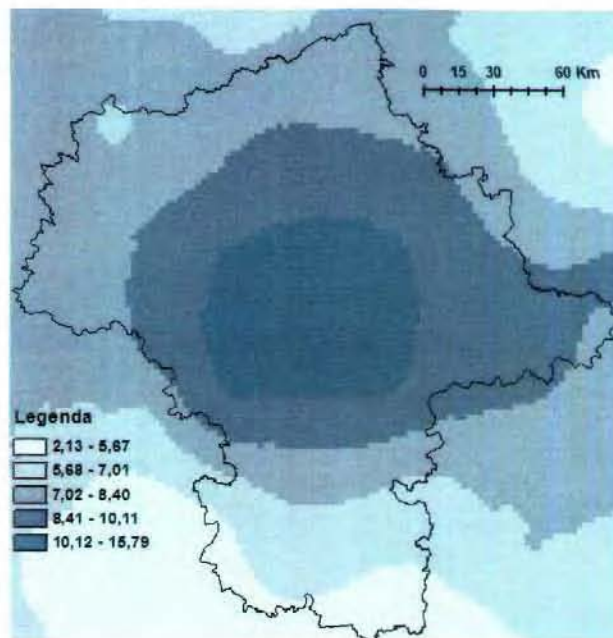 0 15 30 60 Km
Legenda
2,13 - 5,67
5,68 - 7,01
7,02 - 8,40
8,41 - 10,11
10,12 - 15,79